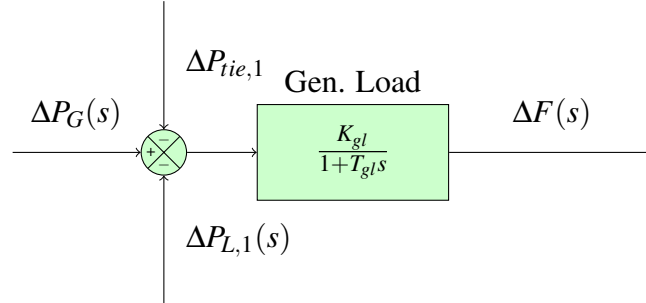 ΔP_{tie,1}
Gen. Load
ΔP_G(s)
ΔF(s)
−
+
−
K_{gl}
1+T_{gl}s
ΔP_{L,1}(s)